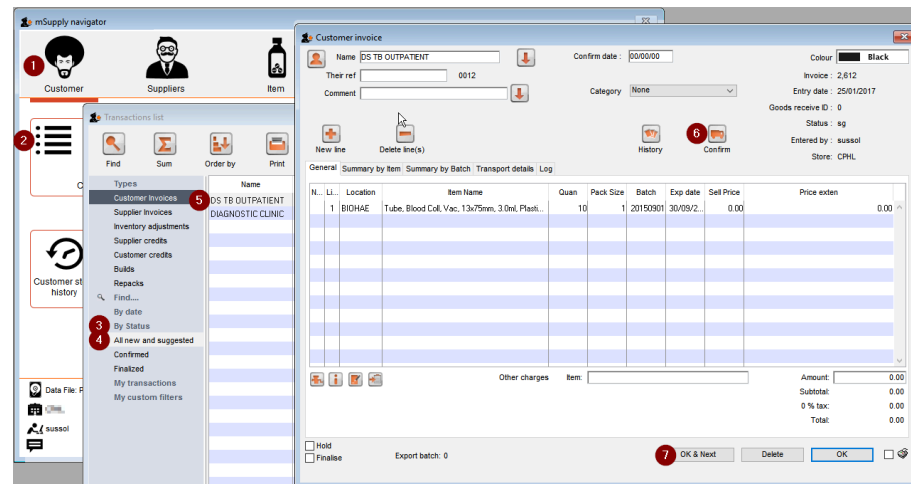 mSupply navigator
1
Customer
Suppliers
Item
2
Customer st
history
Data File: F
sussol
Transactions list
Find
Sum
Order by
Print
Types
Customer Invoices
Supplier Invoices
Inventory adjustments
Supplier credits
Customer credits
Builds
Repacks
Find....
By date
3 By Status
4 All new and suggested
Confirmed
Finalized
My transactions
My custom filters
Name
5 DS TB OUTPATIENT
DIAGNOSTIC CLINIC
Customer invoice
Name DS TB OUTPATIENT
Their ref 0012
Comment
Confirm date : 00/00/00
Category None
Colour Black
Invoice : 2,612
Entry date : 25/01/2017
Goods receive ID : 0
Status : sg
Entered by : sussol
Store: CPHL
New line
Delete line(s)
History
6 Confirm
General Summary by Item Summary by Batch Transport details Log
N... Li... Location Item Name Quan Pack Size Batch Exp date Sell Price Price exten
1 BIOHAE Tube, Blood Coll, Vac, 13x75mm, 3.0ml, Plasti... 10 1 20150901 30/09/2... 0.00 0.00
Other charges Item: Amount: 0.00
Subtotal: 0.00
0 % tax: 0.00
Total: 0.00
Hold
Finalise
Export batch: 0
7 OK & Next
Delete
OK